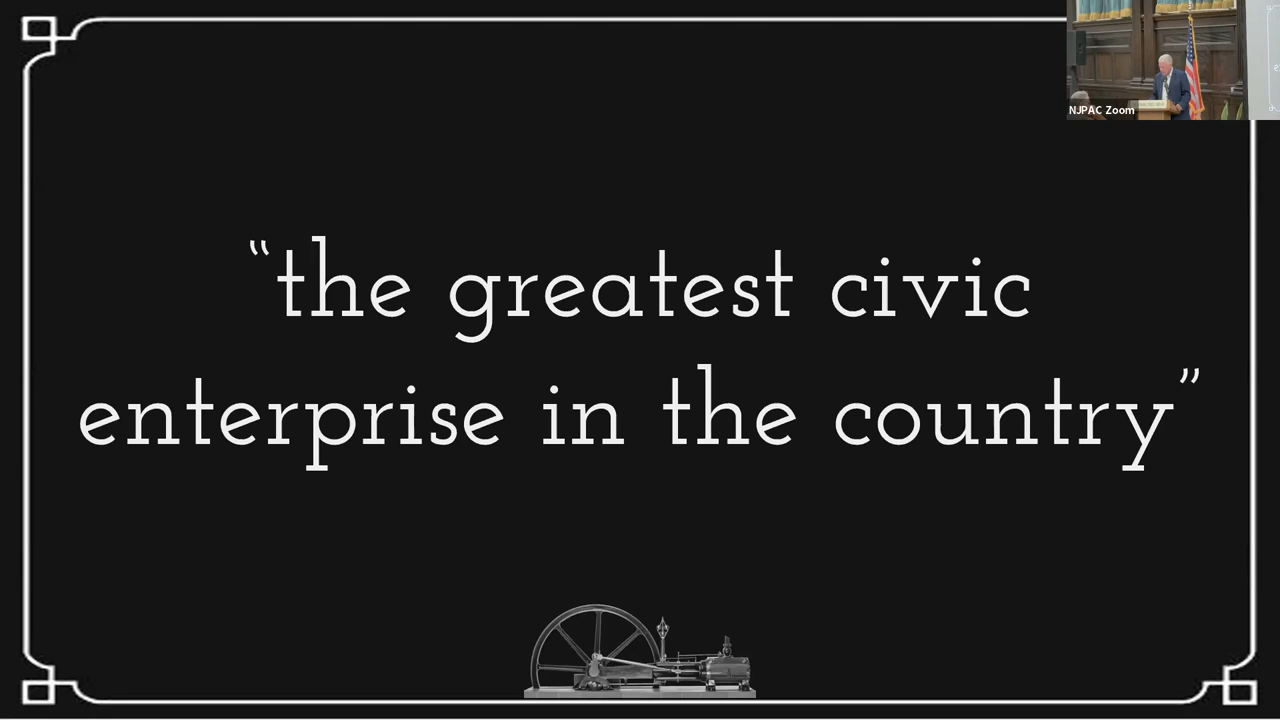 NJPAC Zoom
“the greatest civic
enterprise in the country”